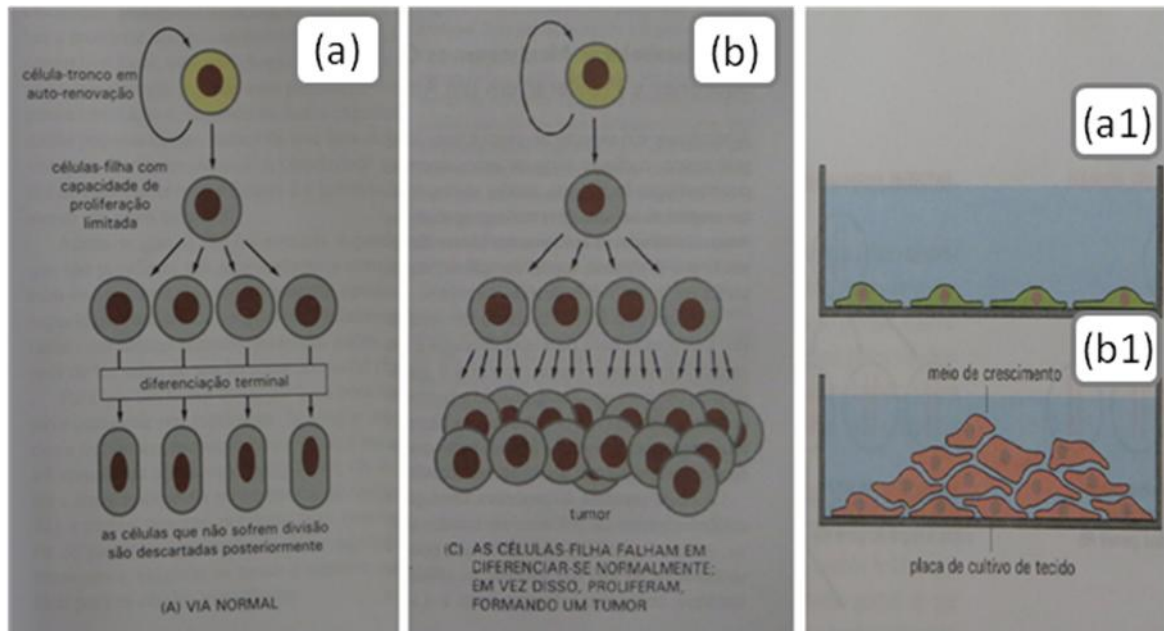 (a)
célula-tronco em
auto-renovação
células-filha com
capacidade de
proliferação
limitada
diferenciação terminal
as células que não sofrem divisão
são descartadas posteriormente
(A) VIA NORMAL
(b)
tumor
(C) AS CÉLULAS-FILHA FALHAM EM
DIFERENCIAR-SE NORMALMENTE;
EM VEZ DISSO, PROLIFERAM,
FORMANDO UM TUMOR
(a1)
(b1)
meio de crescimento
placa de cultivo de tecido